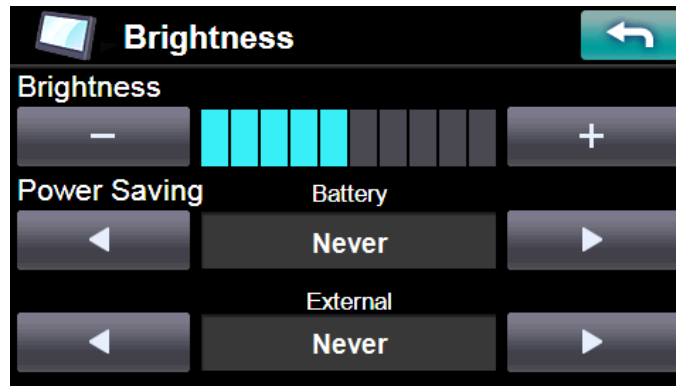 Brightness
Brightness
− +
Power Saving Battery
Never
External
Never